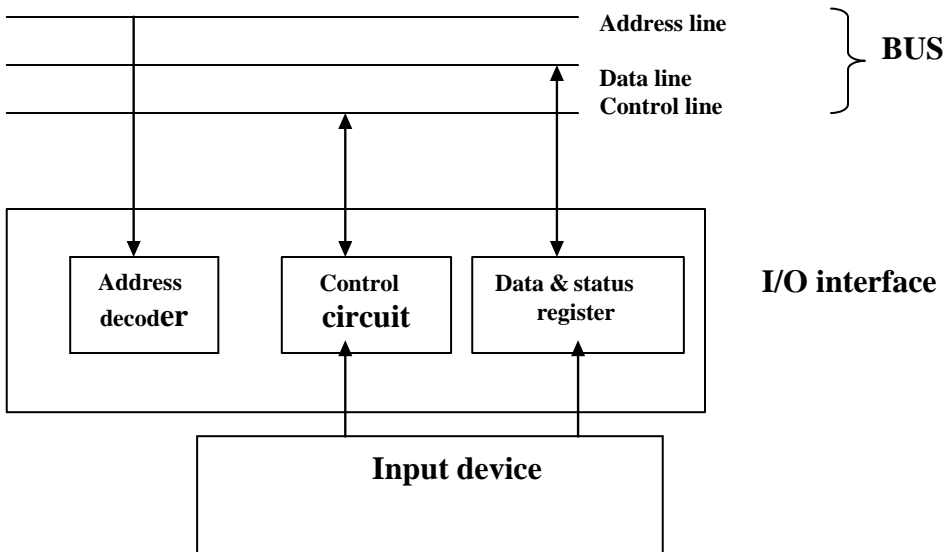 Address line
BUS
Data line
Control line
Address
decoder
Control
circuit
Data & status
register
I/O interface
Input device